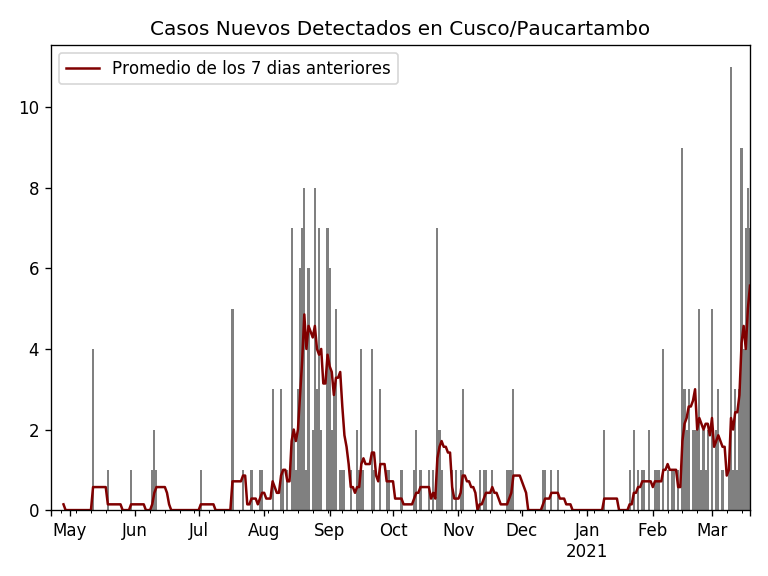 Casos Nuevos Detectados en Cusco/Paucartambo
Promedio de los 7 dias anteriores
10
8
6
4
2
0
May Jun Jul Aug Sep Oct Nov Dec Jan Feb Mar
2021